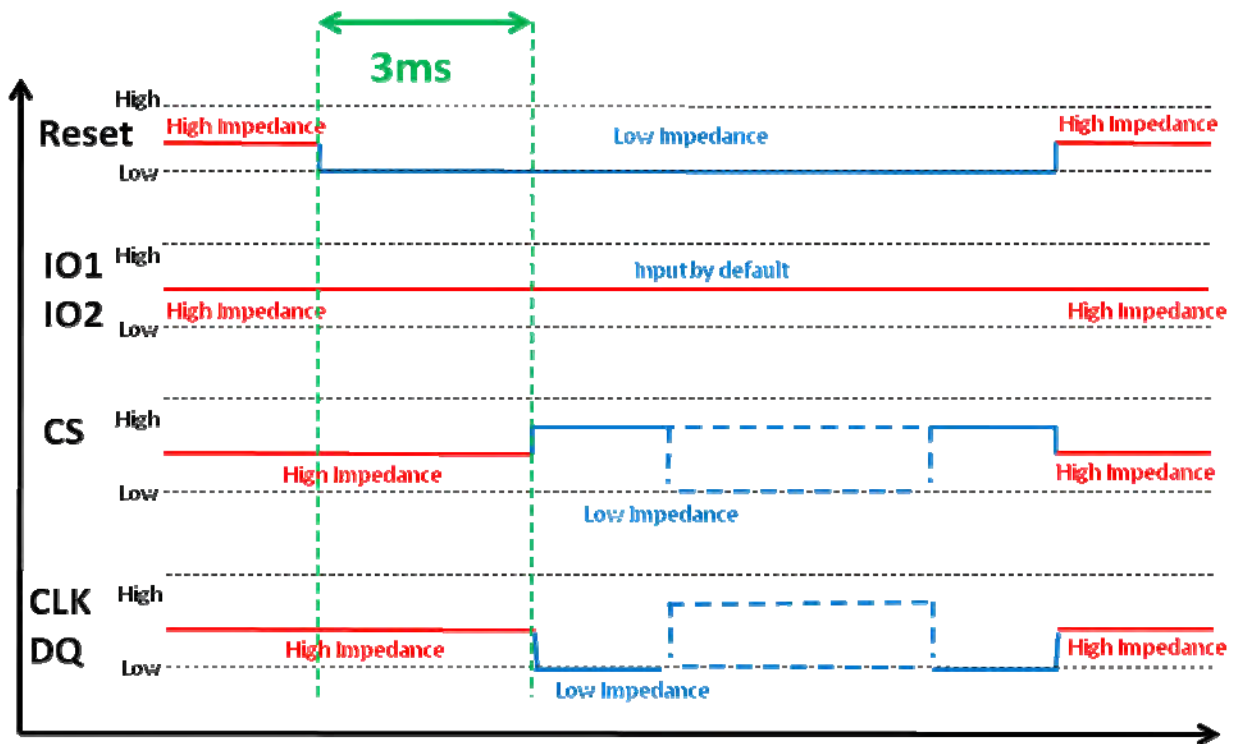 3ms
High
Reset High Impedance Low Impedance High Impedance
Low
IO1 High Input by default
IO2 High Impedance High Impedance
Low
High
CS
High Impedance High Impedance
Low
Low Impedance
CLK High
DQ High Impedance High Impedance
Low
Low Impedance